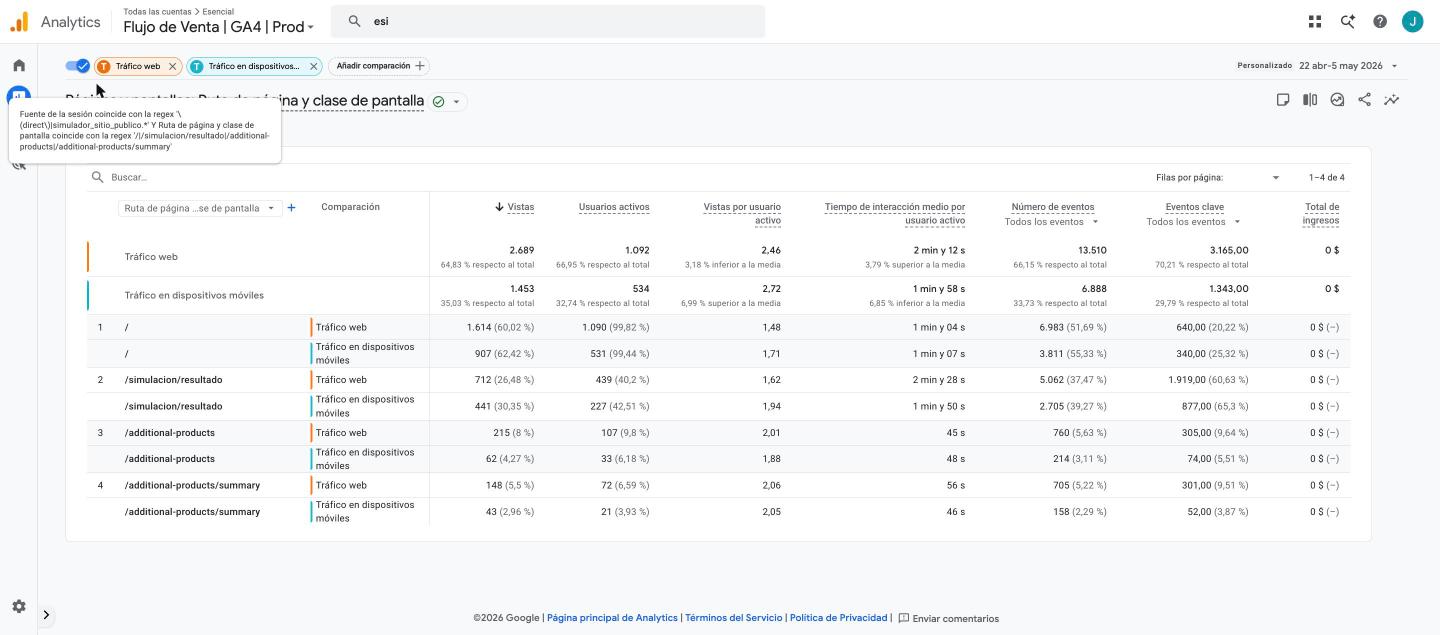 Todas las cuentas > Esencial
Analytics
Flujo de Venta | GA4 | Prod
esi
J
T Tráfico web
T Tráfico en dispositivos...
Añadir comparación
Personalizado 22 abr-5 may 2026
y clase de pantalla
Fuente de la sesión coincide con la regex '\
(direct\)|simulador_sitio_publico.*' Y Ruta de página y clase de
pantalla coincide con la regex '/|/simulacion/resultado|/additional-
products|/additional-products/summary'
Buscar...
Filas por página:
1–4 de 4
Ruta de página ...se de pantalla
Comparación
Vistas
Usuarios activos
Vistas por usuario
activo
Tiempo de interacción medio por
usuario activo
Número de eventos
Todos los eventos
Eventos clave
Todos los eventos
Total de
ingresos
Tráfico web
2.689 1.092 2,46 2 min y 12 s 13.510 3.165,00 0 $
64,83 % respecto al total 66,95 % respecto al total 3,18 % inferior a la media 3,79 % superior a la media 66,15 % respecto al total 70,21 % respecto al total
Tráfico en dispositivos móviles
1.453 534 2,72 1 min y 58 s 6.888 1.343,00 0 $
35,03 % respecto al total 32,74 % respecto al total 6,99 % superior a la media 6,85 % inferior a la media 33,73 % respecto al total 29,79 % respecto al total
1 / Tráfico web 1.614 (60,02 %) 1.090 (99,82 %) 1,48 1 min y 04 s 6.983 (51,69 %) 640,00 (20,22 %) 0 $ (–)
/ Tráfico en dispositivos
móviles 907 (62,42 %) 531 (99,44 %) 1,71 1 min y 07 s 3.811 (55,33 %) 340,00 (25,32 %) 0 $ (–)
2 /simulacion/resultado Tráfico web 712 (26,48 %) 439 (40,2 %) 1,62 2 min y 28 s 5.062 (37,47 %) 1.919,00 (60,63 %) 0 $ (–)
/simulacion/resultado Tráfico en dispositivos
móviles 441 (30,35 %) 227 (42,51 %) 1,94 1 min y 50 s 2.705 (39,27 %) 877,00 (65,3 %) 0 $ (–)
3 /additional-products Tráfico web 215 (8 %) 107 (9,8 %) 2,01 45 s 760 (5,63 %) 305,00 (9,64 %) 0 $ (–)
/additional-products Tráfico en dispositivos
móviles 62 (4,27 %) 33 (6,18 %) 1,88 48 s 214 (3,11 %) 74,00 (5,51 %) 0 $ (–)
4 /additional-products/summary Tráfico web 148 (5,5 %) 72 (6,59 %) 2,06 56 s 705 (5,22 %) 301,00 (9,51 %) 0 $ (–)
/additional-products/summary Tráfico en dispositivos
móviles 43 (2,96 %) 21 (3,93 %) 2,05 46 s 158 (2,29 %) 52,00 (3,87 %) 0 $ (–)
©2026 Google | Página principal de Analytics | Términos del Servicio | Política de Privacidad | Enviar comentarios